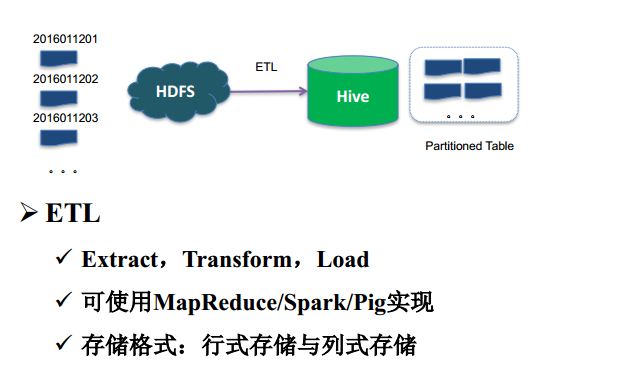 2016011201
2016011202
2016011203
。。。
HDFS
ETL
Hive
。。。
Partitioned Table
ETL
Extract，Transform，Load
可使用MapReduce/Spark/Pig实现
存储格式：行式存储与列式存储